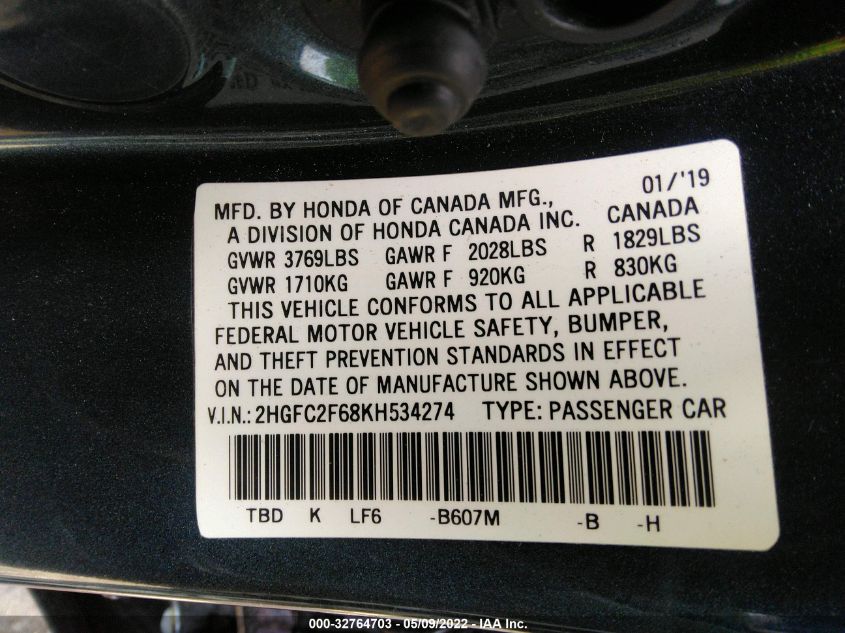 MFD. BY HONDA OF CANADA MFG., 01/'19
A DIVISION OF HONDA CANADA INC. CANADA
GVWR 3769LBS GAWR F 2028LBS R 1829LBS
GVWR 1710KG GAWR F 920KG R 830KG
THIS VEHICLE CONFORMS TO ALL APPLICABLE
FEDERAL MOTOR VEHICLE SAFETY, BUMPER,
AND THEFT PREVENTION STANDARDS IN EFFECT
ON THE DATE OF MANUFACTURE SHOWN ABOVE.
V.I.N.: 2HGFC2F68KH534274 TYPE: PASSENGER CAR
TBD K LF6 -B607M -B -H
000-32764703 - 05/09/2022 - IAA Inc.